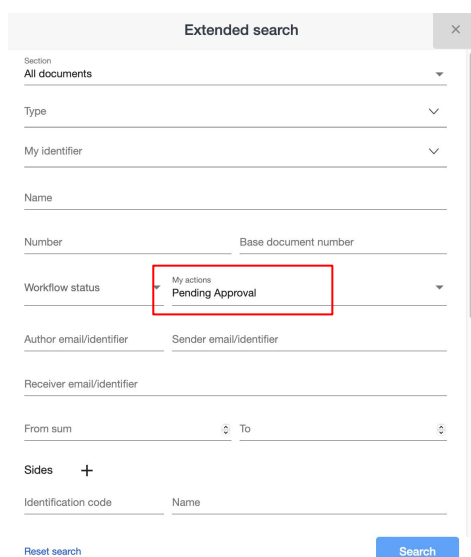 Extended search
Section
All documents
Type
My identifier
Name
Number Base document number
My actions
Workflow status Pending Approval
Author email/identifier Sender email/identifier
Receiver email/identifier
From sum To
Sides +
Identification code Name
Reset search Search